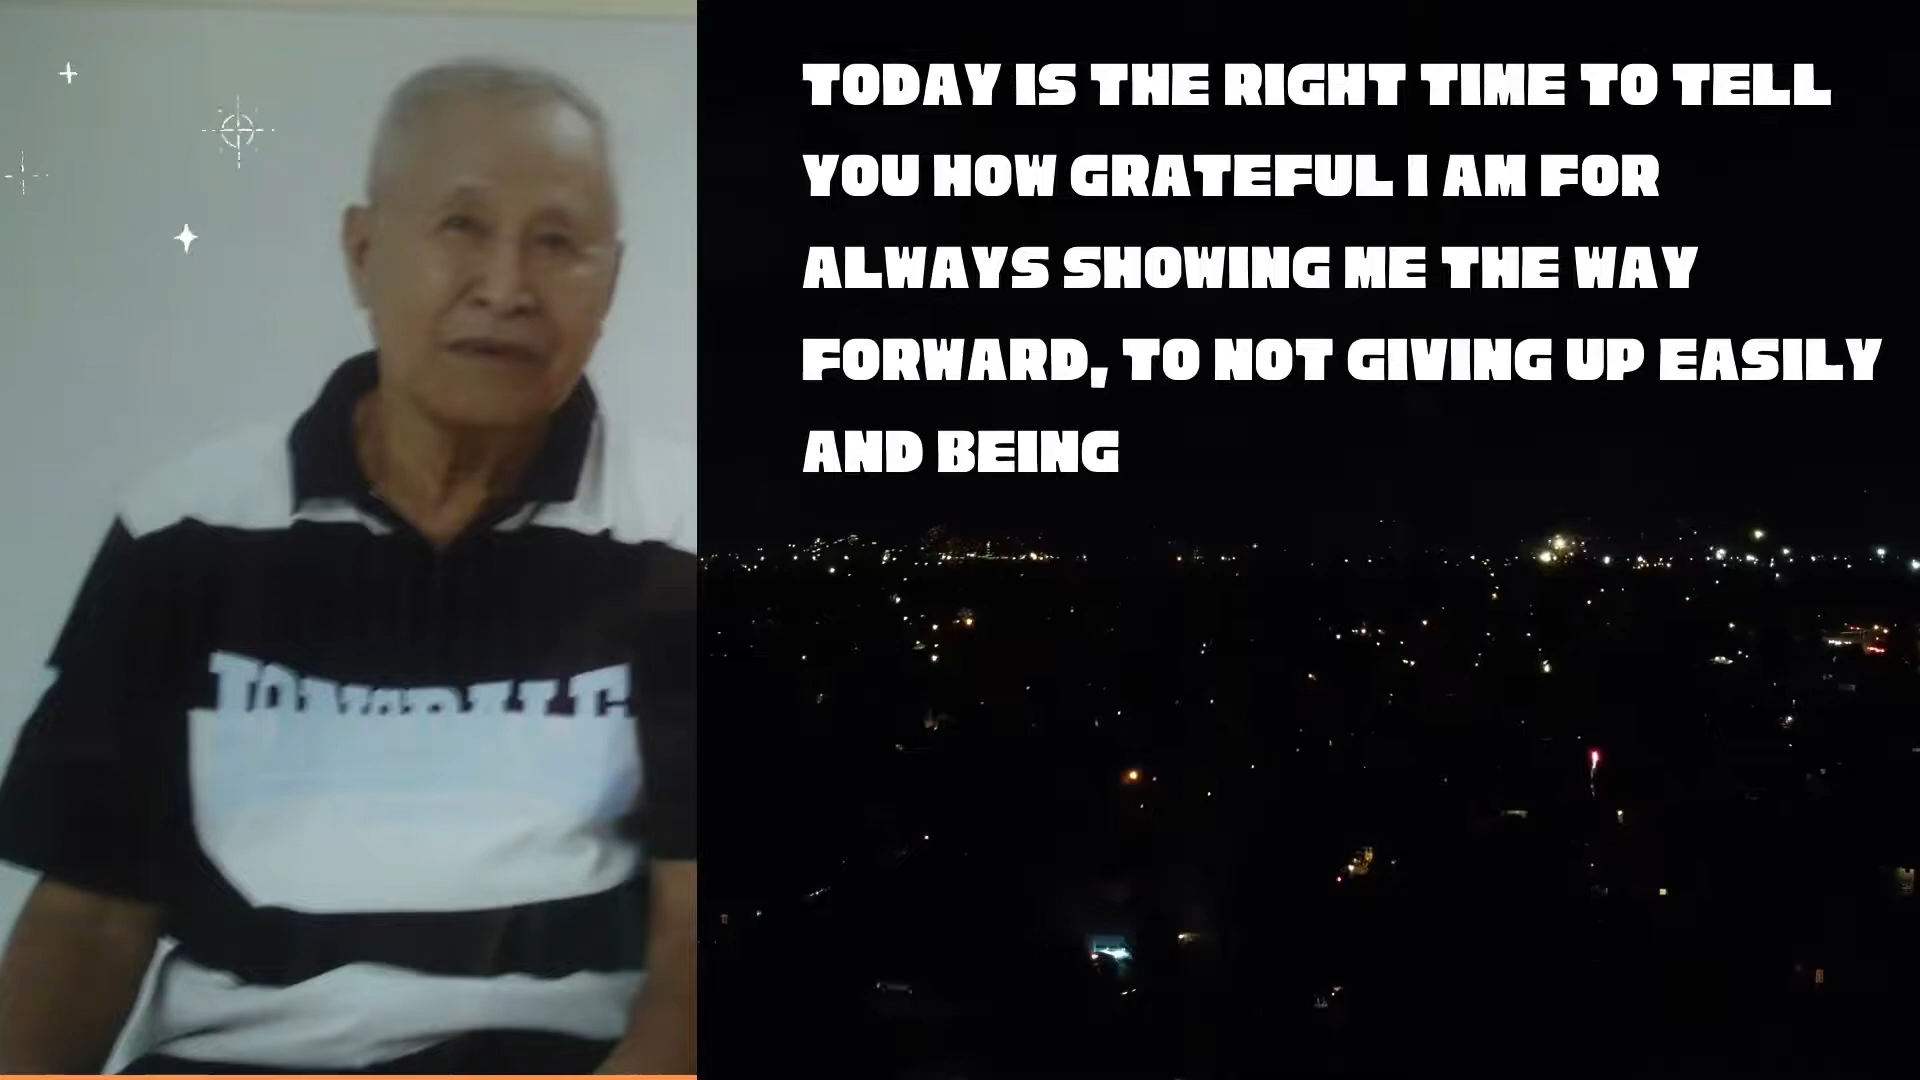 TODAY IS THE RIGHT TIME TO TELL
YOU HOW GRATEFUL I AM FOR
ALWAYS SHOWING ME THE WAY
FORWARD, TO NOT GIVING UP EASILY
AND BEING